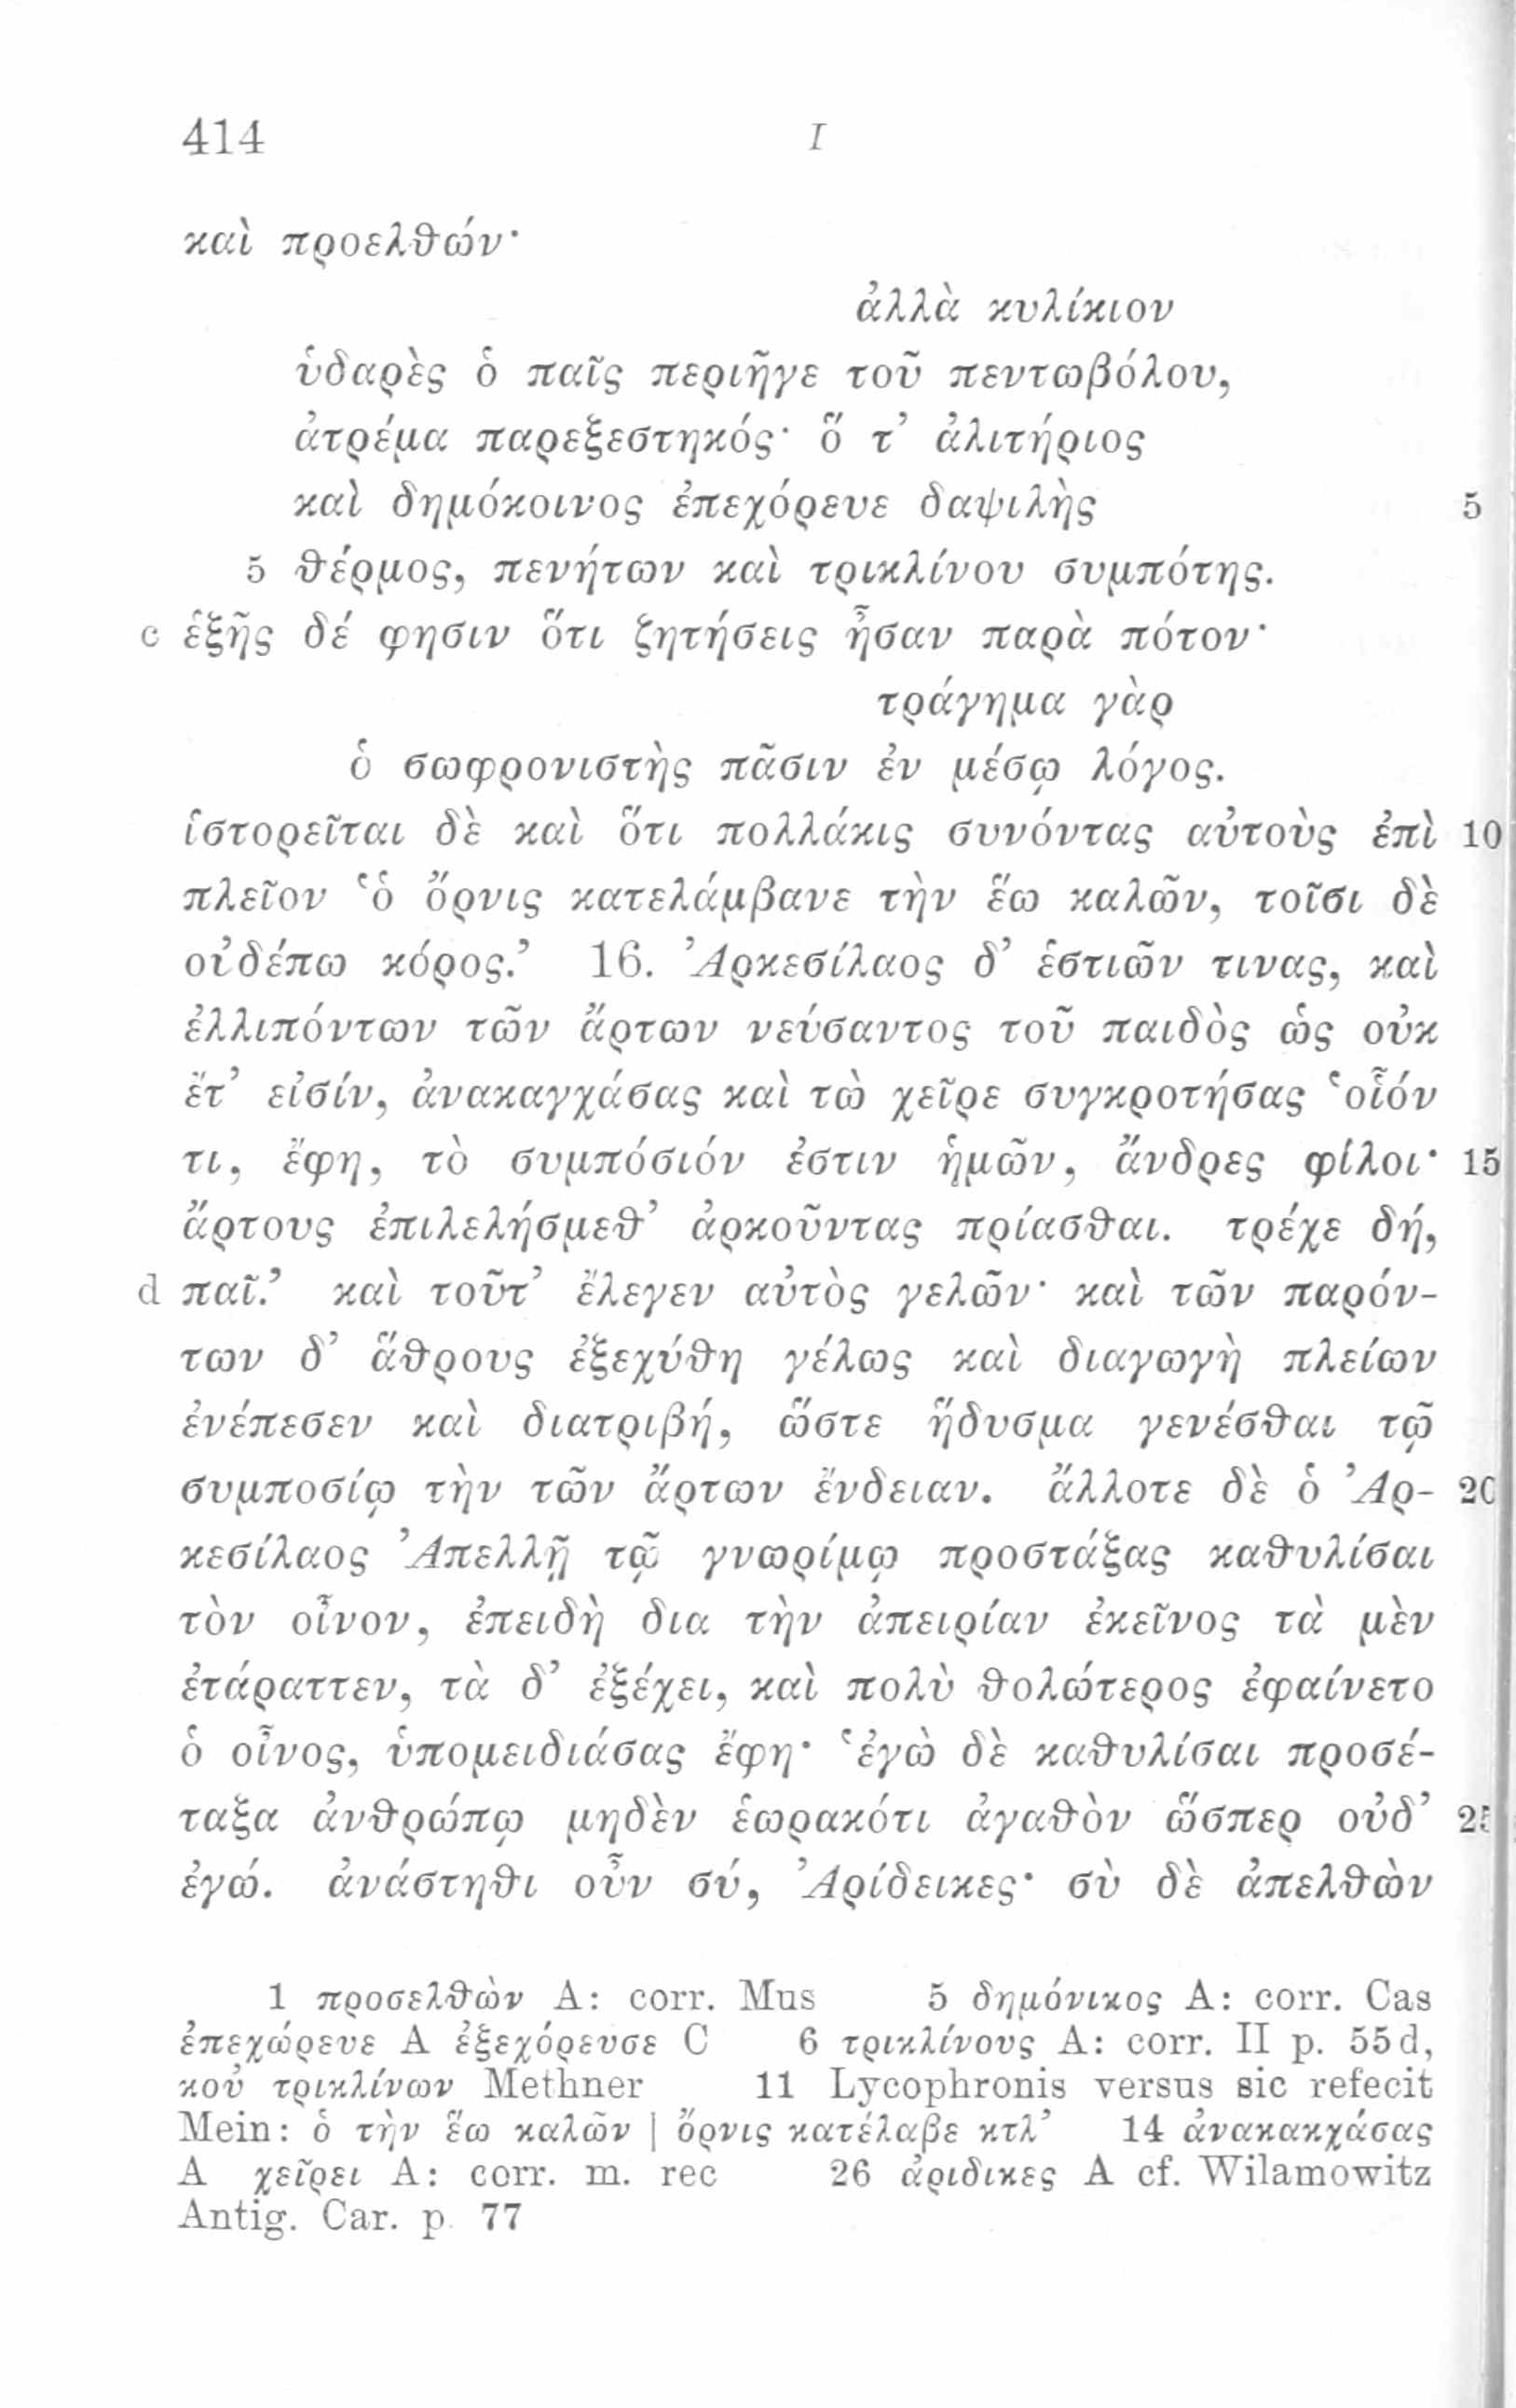 414 I
καὶ προελθών·
ἀλλὰ κυλίκιον
ὑδαρὲς ὁ παῖς περιῆγε τοῦ πεντωβόλου,
ἀτρέμα παρεξεστηκός· ὅ τ’ ἀλιτήριος
καὶ δημόκοινος ἐπεχόρευε δαψιλὴς 5
5 θέρμος, πενήτων καὶ τρικλίνου συμπότης.
c ἑξῆς δέ φησιν ὅτι ζητήσεις ἦσαν παρὰ πότον·
τράγημα γὰρ
ὁ σωφρονιστὴς πᾶσιν ἐν μέσῳ λόγος.
ἱστορεῖται δὲ καὶ ὅτι πολλάκις συνόντας αὐτοὺς ἐπὶ 10
πλεῖον ‘ὁ ὄρνις κατελάμβανε τὴν ἕω καλῶν, τοῖσι δὲ
οὐδέπω κόρος.’ 16. Ἀρκεσίλαος δ’ ἑστιῶν τινας, καὶ
ἐλλιπόντων τῶν ἄρτων νεύσαντος τοῦ παιδὸς ὡς οὐκ
ἔτ’ εἰσίν, ἀνακαγχάσας καὶ τὼ χεῖρε συγκροτήσας ‘οἷόν
τι, ἔφη, τὸ συμπόσιόν ἐστιν ἡμῶν, ἄνδρες φίλοι· 15
ἄρτους ἐπιλελήσμεθ’ ἀρκοῦντας πρίασθαι. τρέχε δή,
d παῖ.’ καὶ τοῦτ’ ἔλεγεν αὐτὸς γελῶν· καὶ τῶν παρόν-
των δ’ ἅθρους ἐξεχύθη γέλως καὶ διαγωγὴ πλείων
ἐνέπεσεν καὶ διατριβή, ὥστε ἥδυσμα γενέσθαι τῷ
συμποσίῳ τὴν τῶν ἄρτων ἔνδειαν. ἄλλοτε δὲ ὁ Ἀρ- 20
κεσίλαος Ἀπελλῇ τῷ γνωρίμῳ προστάξας καθυλίσαι
τὸν οἶνον, ἐπειδὴ δια τὴν ἀπειρίαν ἐκεῖνος τὰ μὲν
ἐτάραττεν, τὰ δ’ ἐξέχει, καὶ πολὺ θολώτερος ἐφαίνετο
ὁ οἶνος, ὑπομειδιάσας ἔφη· ‘ἐγὼ δὲ καθυλίσαι προσέ-
ταξα ἀνθρώπῳ μηδὲν ἑωρακότι ἀγαθὸν ὥσπερ οὐδ’ 25
ἐγώ. ἀνάστηθι οὖν σύ, Ἀρίδεικες· σὺ δὲ ἀπελθὼν
1 προσελθὼν A: corr. Mus 5 δημόνικος A: corr. Cas
ἐπεχώρευε A ἐξεχόρευσε C 6 τρικλίνους A: corr. II p. 55d,
κοὐ τρικλίνων Methner 11 Lycophronis versus sic refecit
Mein: ὁ τὴν ἕω καλῶν | ὄρνις κατέλαβε κτλ’ 14 ἀνακακχάσας
A χεῖρει A: corr. m. rec 26 ἀριδικες A cf. Wilamowitz
Antig. Car. p. 77